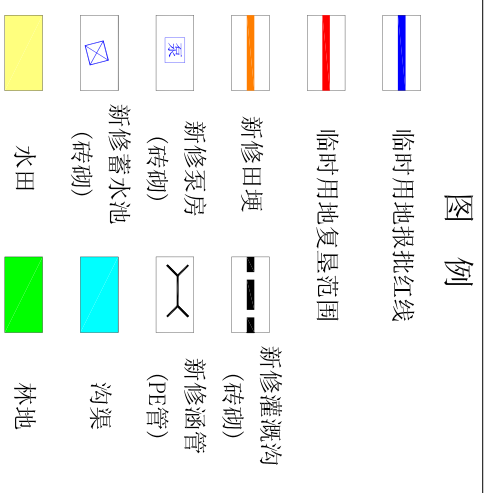 图 例
临时用地报批红线
临时用地复垦范围
新修田埂
新修灌溉沟
(砖砌)
泵
新修泵房
(砖砌)
新修涵管
(PE管)
新修蓄水池
(砖砌)
沟渠
水田
林地